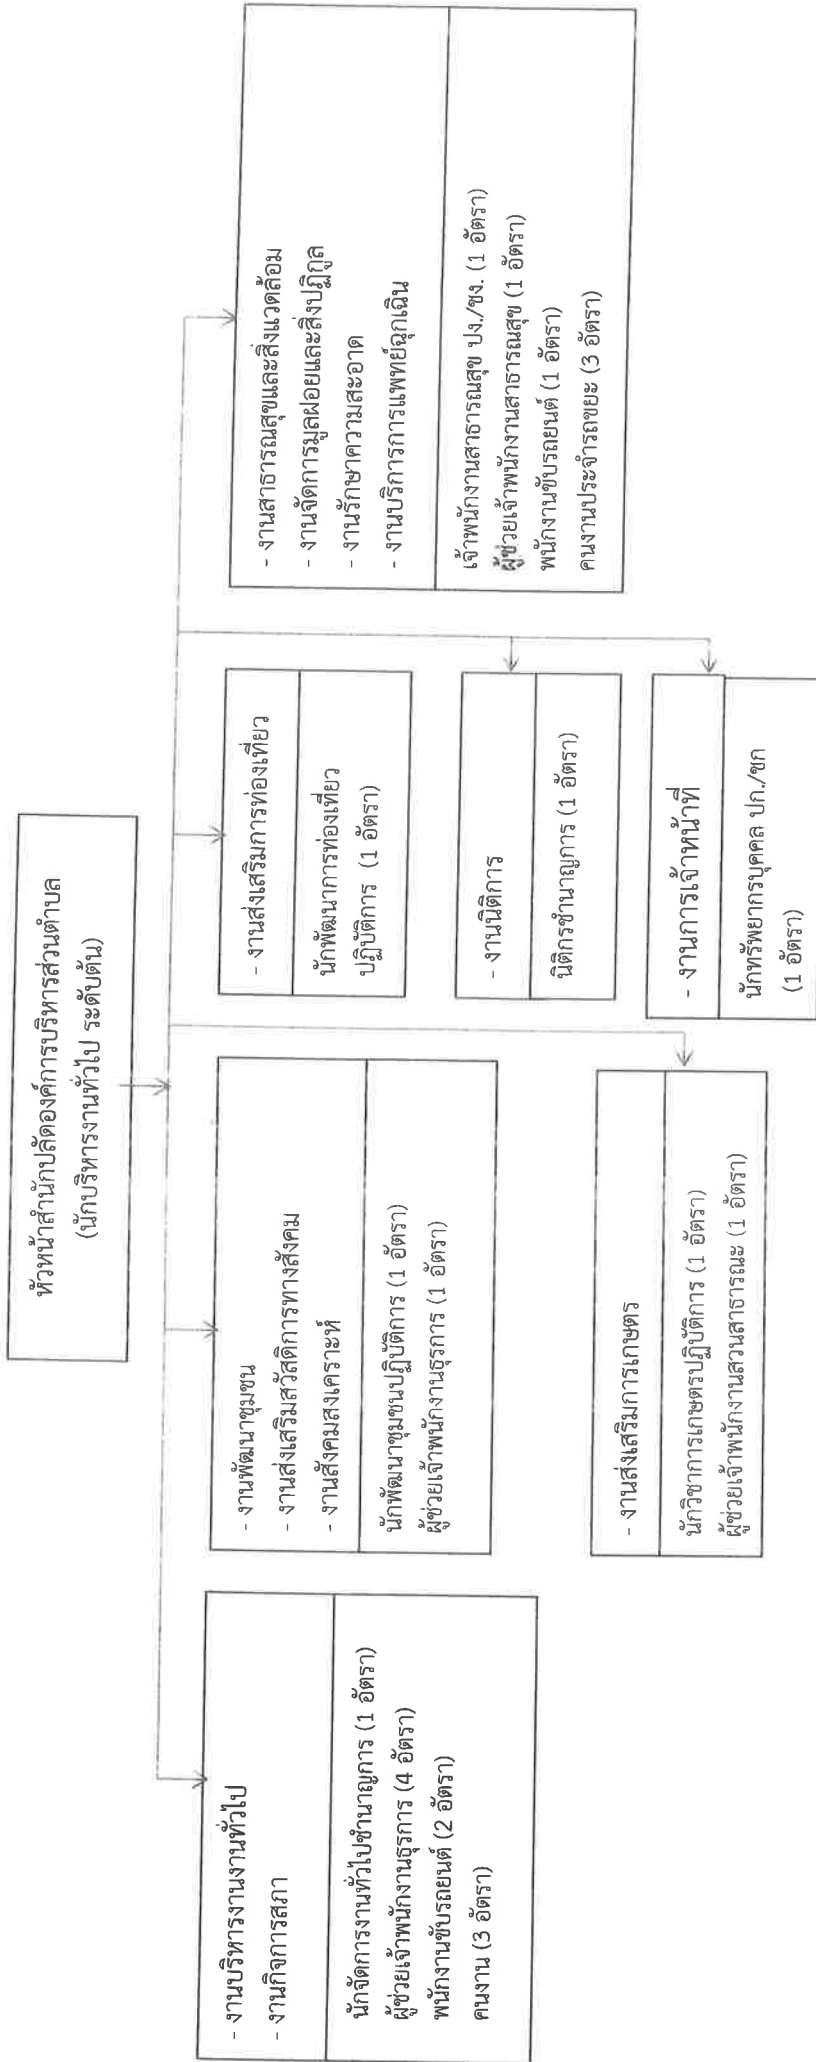 หัวหน้าสำนักปลัดองค์การบริหารส่วนตำบล
(นักบริหารงานทั่วไป ระดับต้น)
- งานบริหารงานทั่วไป
- งานกิจการสภา
นักจัดการงานทั่วไปชำนาญการ (1 อัตรา)
ผู้ช่วยเจ้าพนักงานธุรการ (4 อัตรา)
พนักงานขับรถยนต์ (2 อัตรา)
คนงาน (3 อัตรา)
- งานพัฒนาชุมชน
- งานส่งเสริมสวัสดิการทางสังคม
- งานสังคมสงเคราะห์
นักพัฒนาชุมชนปฏิบัติการ (1 อัตรา)
ผู้ช่วยเจ้าพนักงานธุรการ (1 อัตรา)
- งานส่งเสริมการท่องเที่ยว
นักพัฒนาการท่องเที่ยว
ปฏิบัติการ (1 อัตรา)
- งานสาธารณสุขและสิ่งแวดล้อม
- งานจัดการมูลฝอยและสิ่งปฏิกูล
- งานรักษาความสะอาด
- งานบริการการแพทย์ฉุกเฉิน
เจ้าพนักงานสาธารณสุข ปง./ชง. (1 อัตรา)
ผู้ช่วยเจ้าพนักงานสาธารณสุข (1 อัตรา)
พนักงานขับรถยนต์ (1 อัตรา)
คนงานประจำรถขยะ (3 อัตรา)
- งานส่งเสริมการเกษตร
นักวิชาการเกษตรปฏิบัติการ (1 อัตรา)
ผู้ช่วยเจ้าพนักงานสวนสาธารณะ (1 อัตรา)
- งานนิติการ
นิติกรชำนาญการ (1 อัตรา)
- งานการเจ้าหน้าที่
นักทรัพยากรบุคคล ปก./ชก
(1 อัตรา)